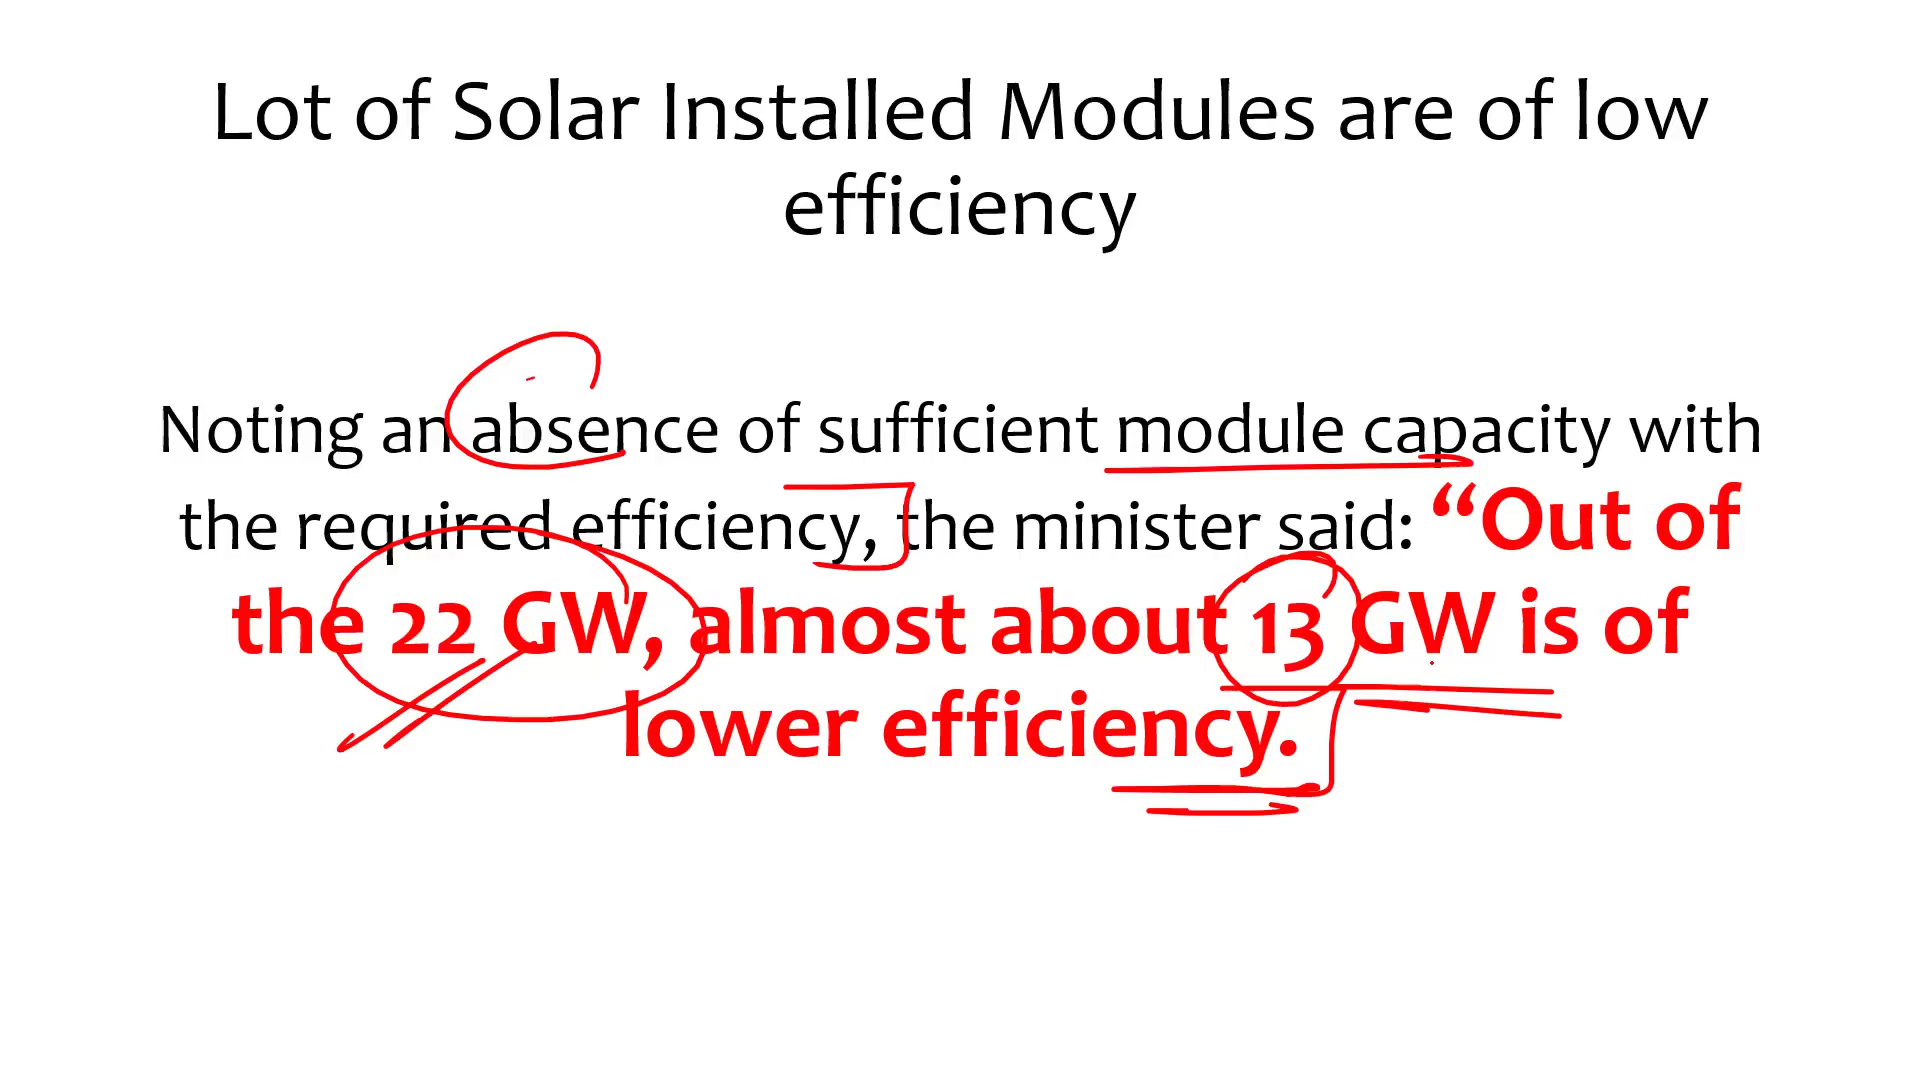 Lot of Solar Installed Modules are of low
efficiency
Noting an absence of sufficient module capacity with
the required efficiency, the minister said: “Out of
the 22 GW, almost about 13 GW is of
lower efficiency.